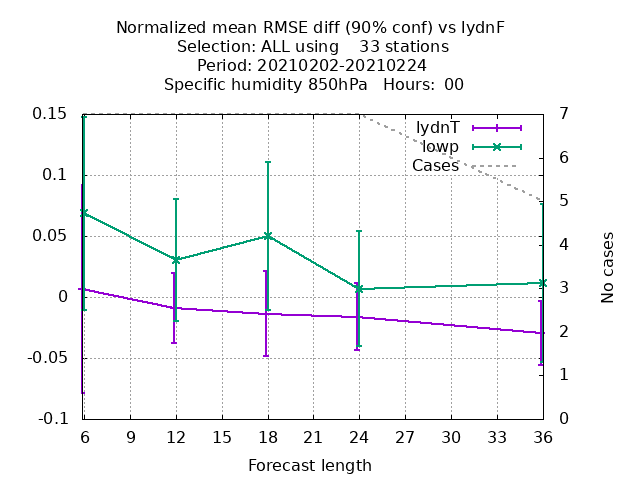 Normalized mean RMSE diff (90% conf) vs lydnF
Selection: ALL using    33 stations
Period: 20210202-20210224
Specific humidity 850hPa   Hours: 00
0.15
0.1
0.05
0
-0.05
-0.1
7
6
5
4
3
2
1
0
lydnT
lowp
Cases
No cases
6 9 12 15 18 21 24 27 30 33 36
Forecast length